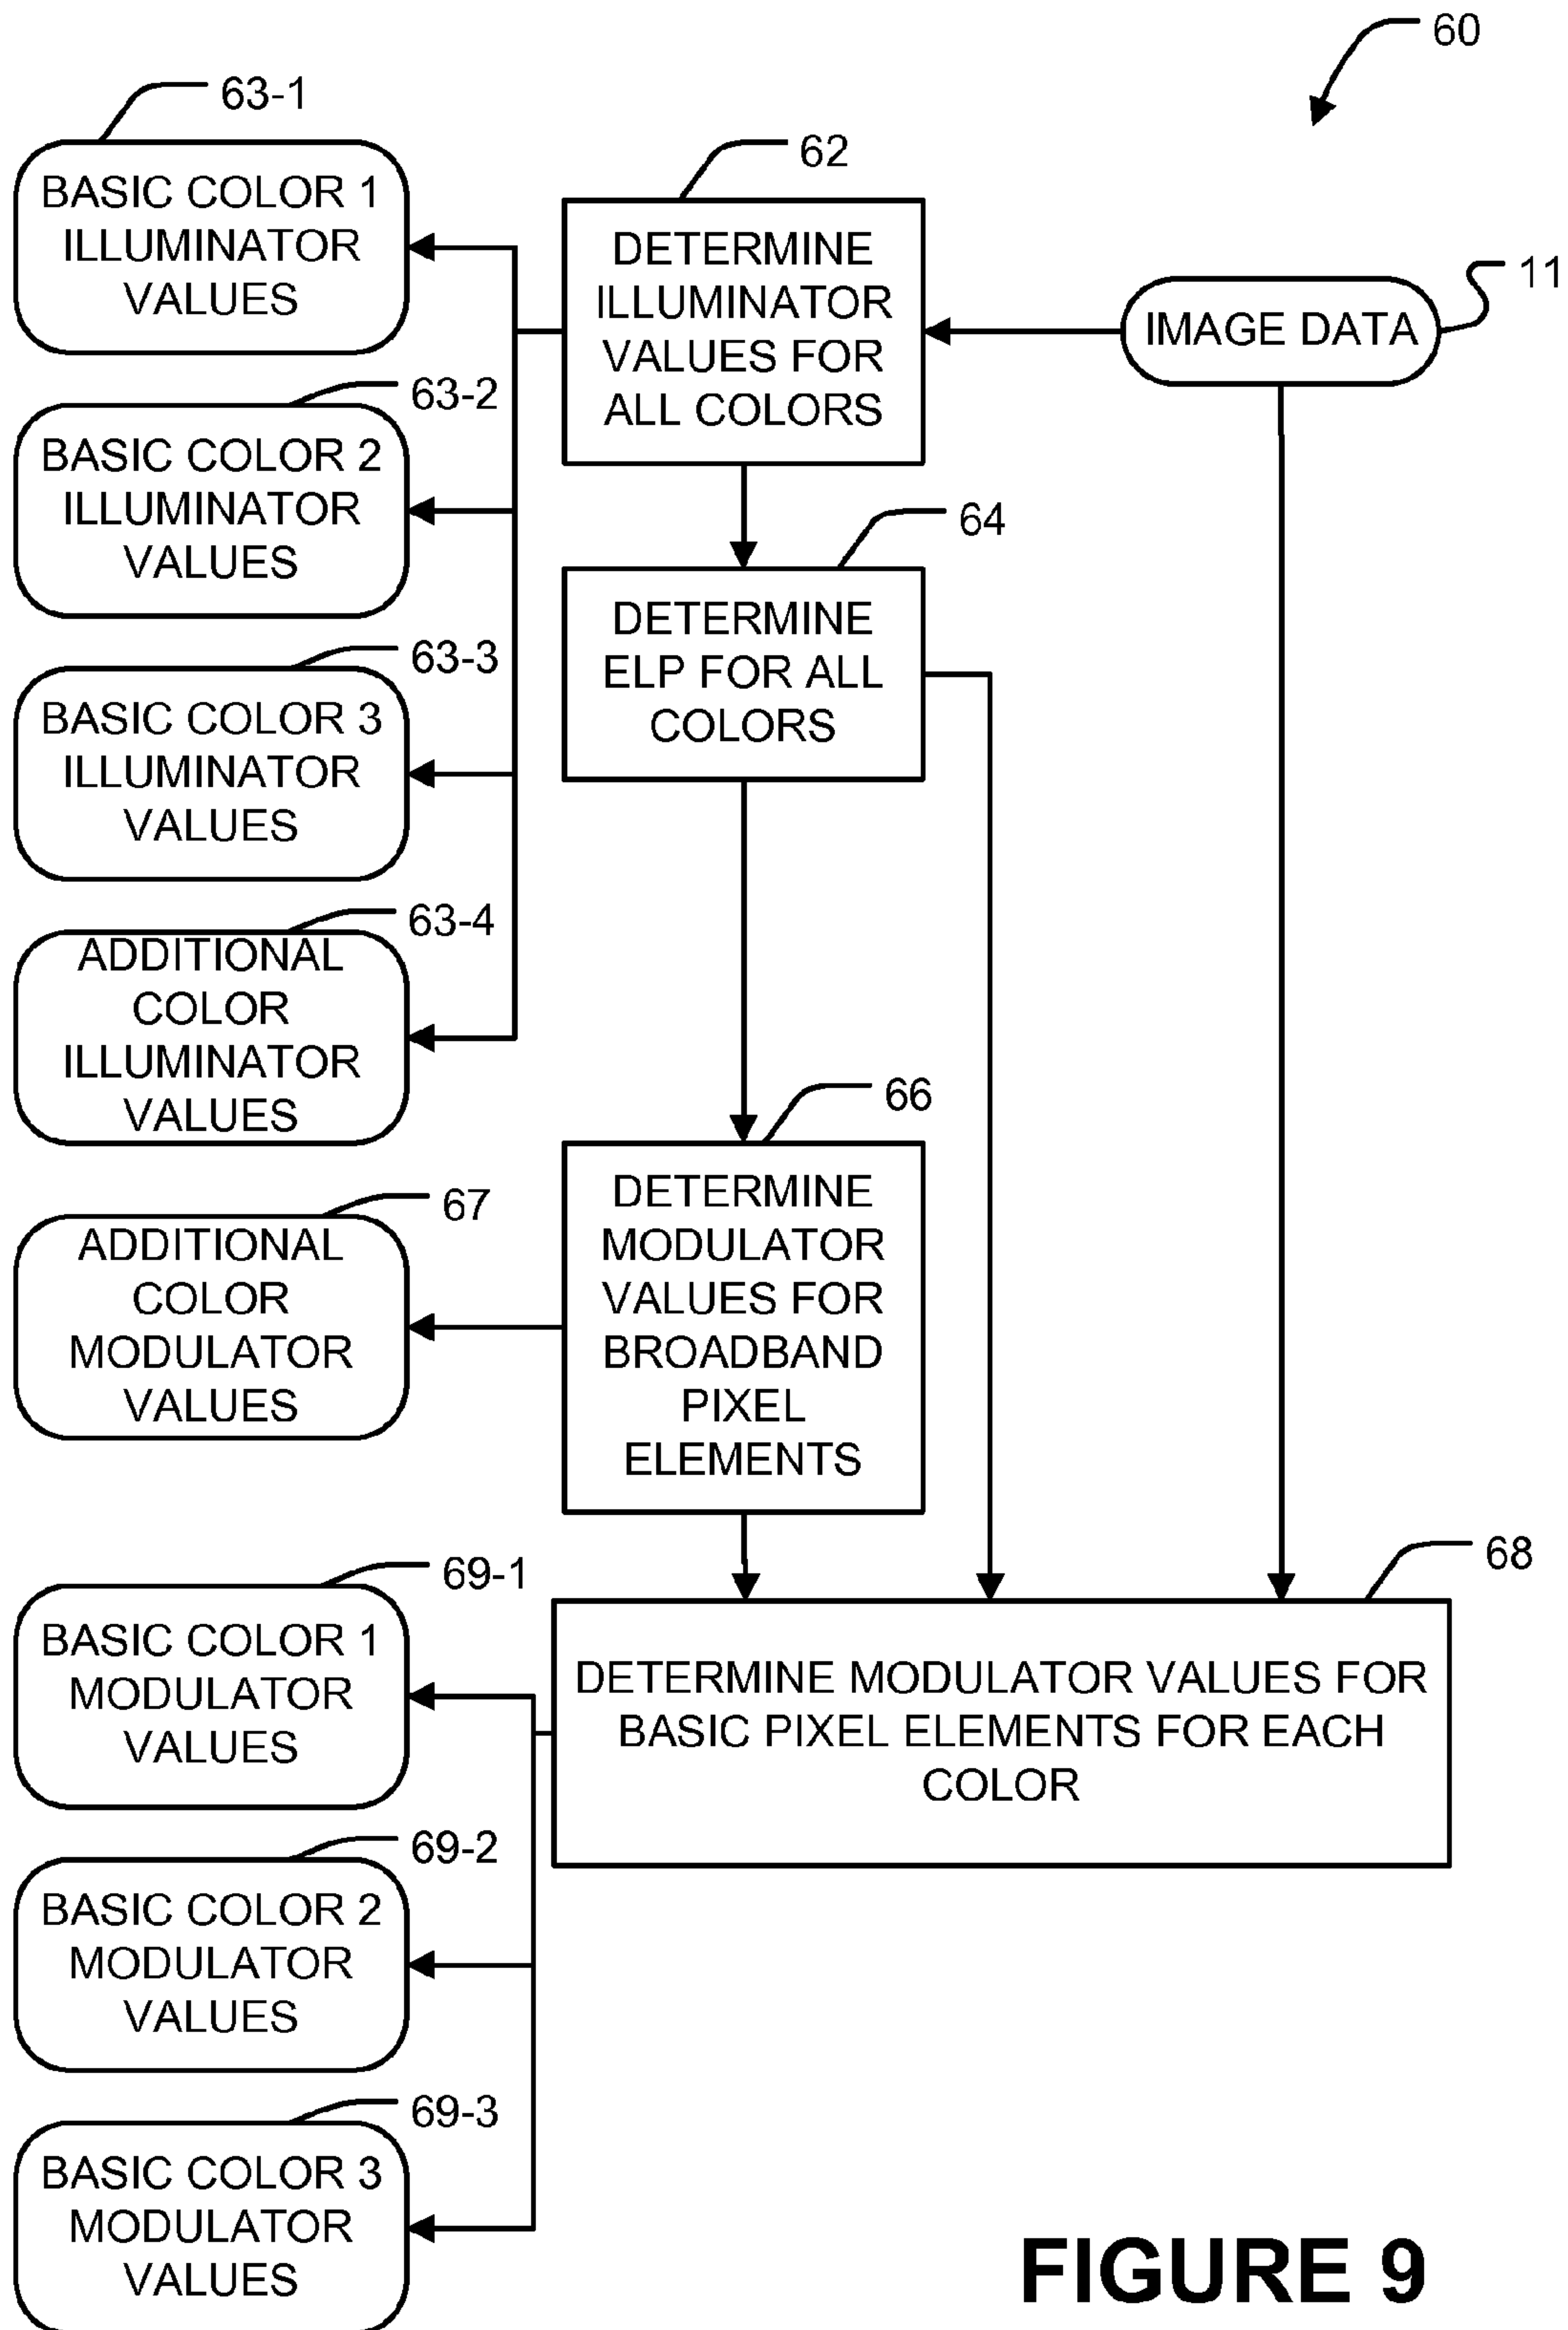 60
63-1
BASIC COLOR 1
ILLUMINATOR
VALUES
62
DETERMINE
ILLUMINATOR
VALUES FOR
ALL COLORS
11
IMAGE DATA
63-2
BASIC COLOR 2
ILLUMINATOR
VALUES
64
DETERMINE
ELP FOR ALL
COLORS
63-3
BASIC COLOR 3
ILLUMINATOR
VALUES
63-4
ADDITIONAL
COLOR
ILLUMINATOR
VALUES
66
DETERMINE
MODULATOR
VALUES FOR
BROADBAND
PIXEL
ELEMENTS
67
ADDITIONAL
COLOR
MODULATOR
VALUES
68
DETERMINE MODULATOR VALUES FOR
BASIC PIXEL ELEMENTS FOR EACH
COLOR
69-1
BASIC COLOR 1
MODULATOR
VALUES
69-2
BASIC COLOR 2
MODULATOR
VALUES
69-3
BASIC COLOR 3
MODULATOR
VALUES
FIGURE 9